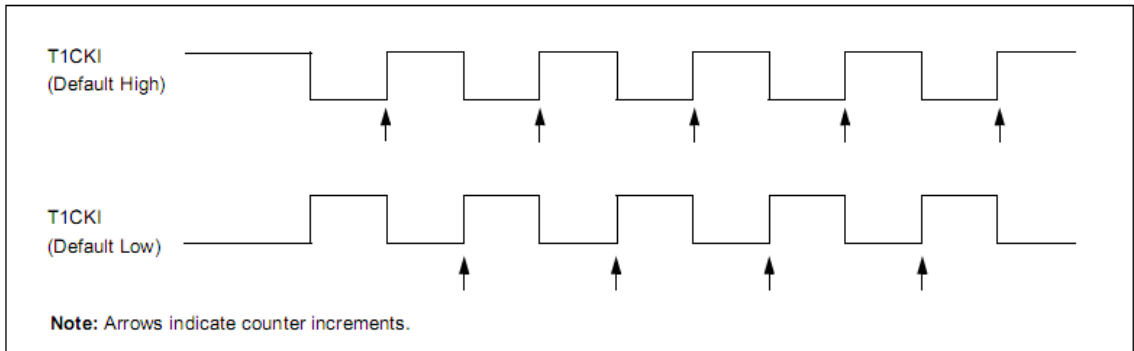 T1CKI
(Default High)
T1CKI
(Default Low)
Note: Arrows indicate counter increments.